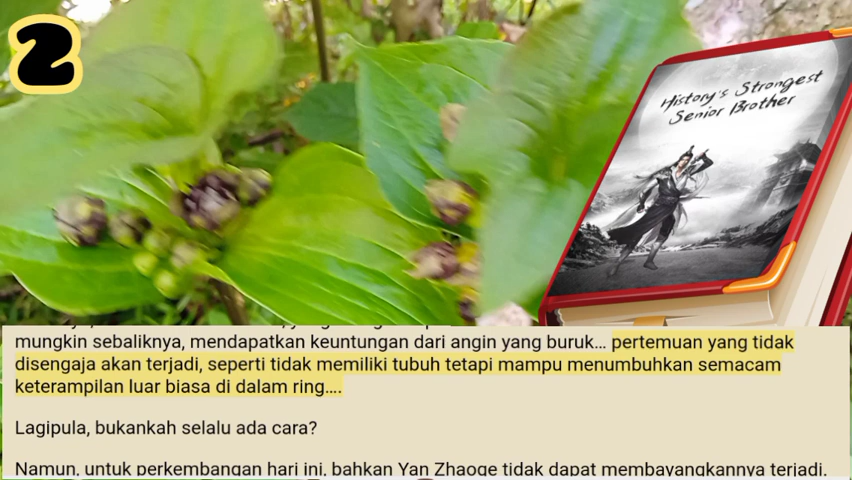 2
History's Strongest
Senior Brother
mungkin sebaliknya, mendapatkan keuntungan dari angin yang buruk... pertemuan yang tidak
disengaja akan terjadi, seperti tidak memiliki tubuh tetapi mampu menumbuhkan semacam
keterampilan luar biasa di dalam ring....
Lagipula, bukankah selalu ada cara?
Namun, untuk perkembangan hari ini, bahkan Yan Zhaoge tidak dapat membayangkannya terjadi.